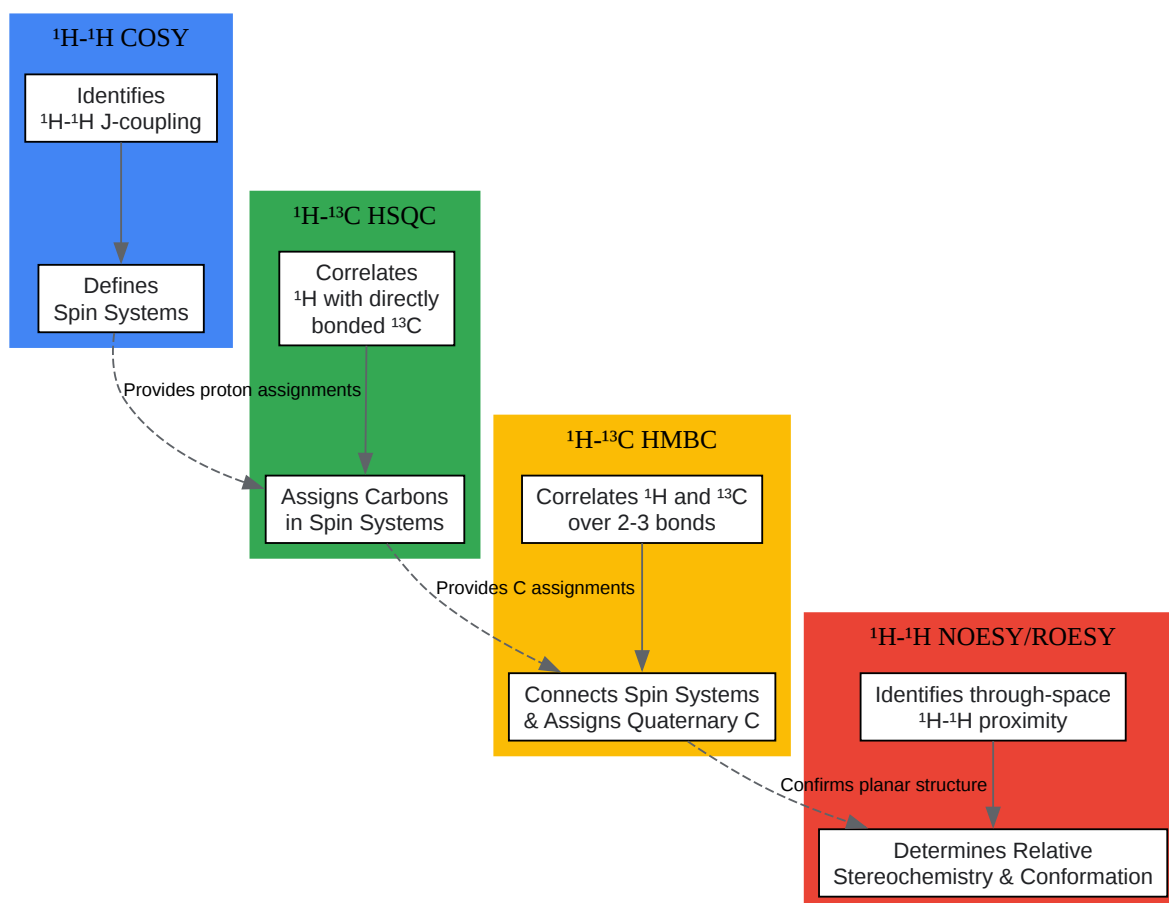 ¹H-¹H COSY
Identifies
¹H-¹H J-coupling
Defines
Spin Systems
¹H-¹³C HSQC
Correlates
¹H with directly
bonded ¹³C
Provides proton assignments
Assigns Carbons
in Spin Systems
¹H-¹³C HMBC
Correlates ¹H and ¹³C
over 2-3 bonds
Provides C assignments
Connects Spin Systems
& Assigns Quaternary C
¹H-¹H NOESY/ROESY
Identifies through-space
¹H-¹H proximity
Confirms planar structure
Determines Relative
Stereochemistry & Conformation